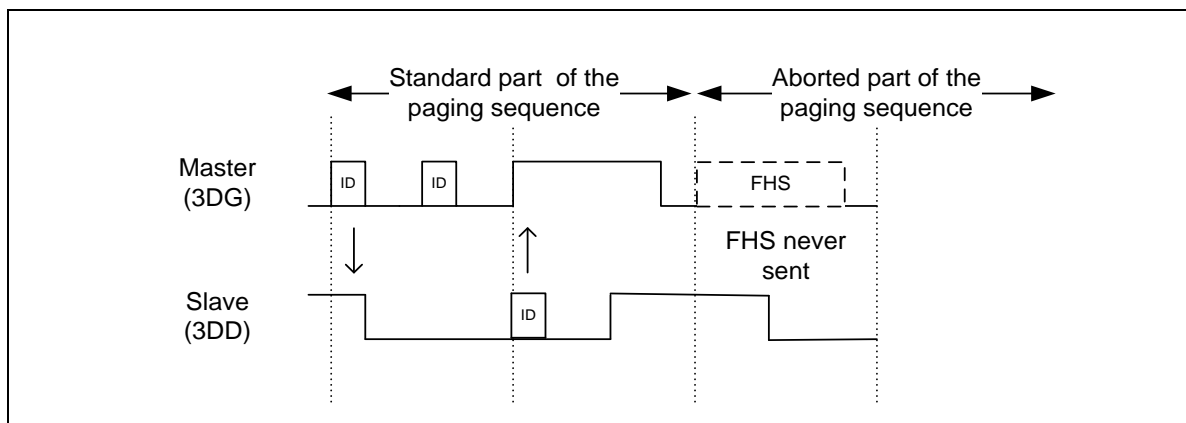 Standard part of the
paging sequence
Aborted part of the
paging sequence
Master
(3DG)
ID
ID
FHS
FHS never
sent
Slave
(3DD)
ID